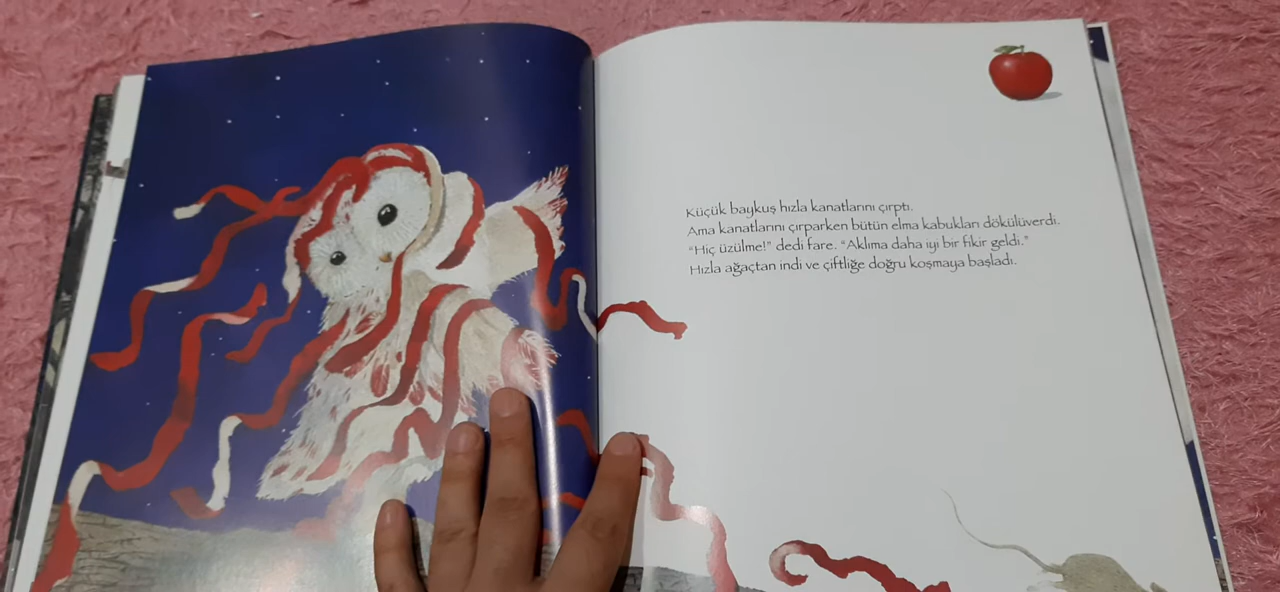 Küçük baykuş hızla kanatlarını çırptı.
Ama kanatlarını çırparken bütün elma kabukları dökülüverdi.
“Hiç üzülme!” dedi fare. “Aklıma daha iyi bir fikir geldi.”
Hızla ağaçtan indi ve çiftliğe doğru koşmaya başladı.